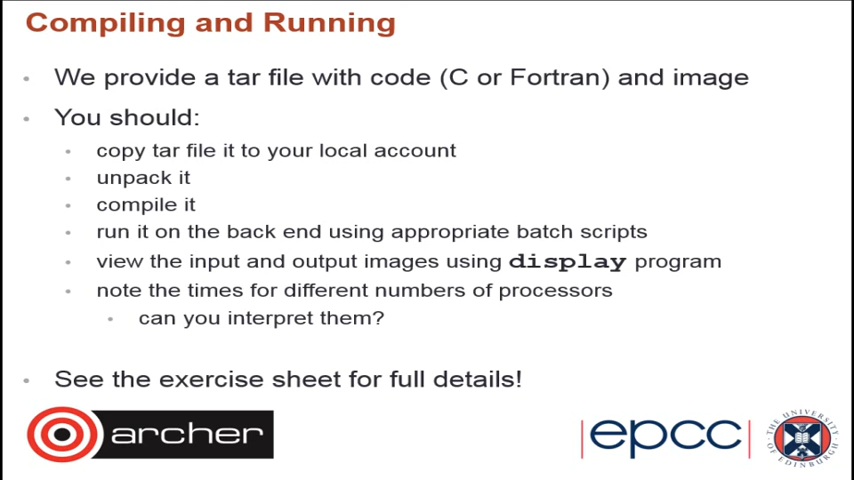 Compiling and Running
We provide a tar file with code (C or Fortran) and image
You should:
copy tar file it to your local account
unpack it
compile it
run it on the back end using appropriate batch scripts
view the input and output images using display program
note the times for different numbers of processors
can you interpret them?
See the exercise sheet for full details!
archer
epcc
THE UNIVERSITY OF EDINBURGH